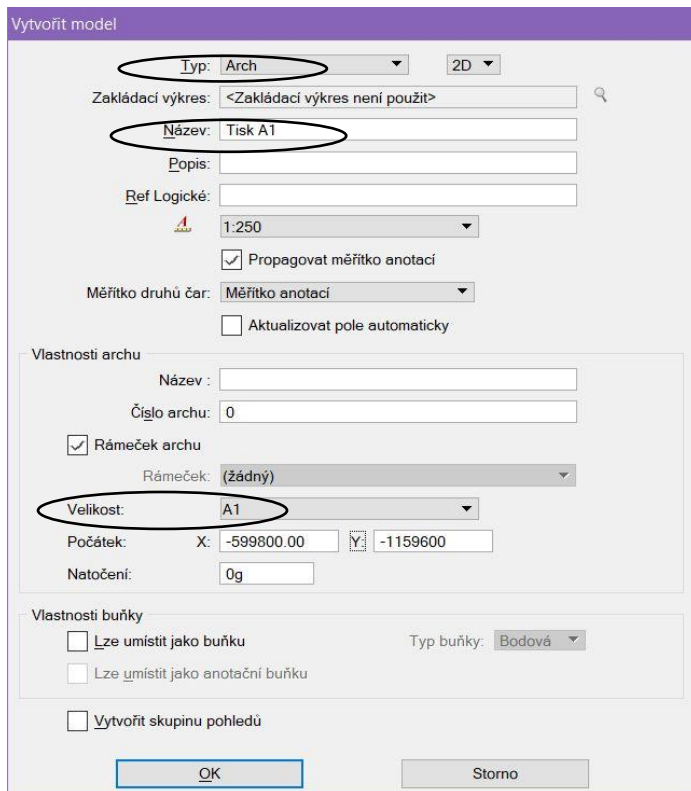 Vytvořit model
Typ: Arch 2D
Zakládací výkres: <Zakládací výkres není použit>
Název: Tisk A1
Popis:
Ref Logické:
1:250
Propagovat měřítko anotací
Měřítko druhů čar: Měřítko anotací
Aktualizovat pole automaticky
Vlastnosti archu
Název :
Číslo archu: 0
Rámeček archu
Rámeček: (žádný)
Velikost: A1
Počátek: X: -599800.00 Y: -1159600
Natočení: 0g
Vlastnosti buňky
Lze umístit jako buňku Typ buňky: Bodová
Lze umístit jako anotační buňku
Vytvořit skupinu pohledů
OK Storno